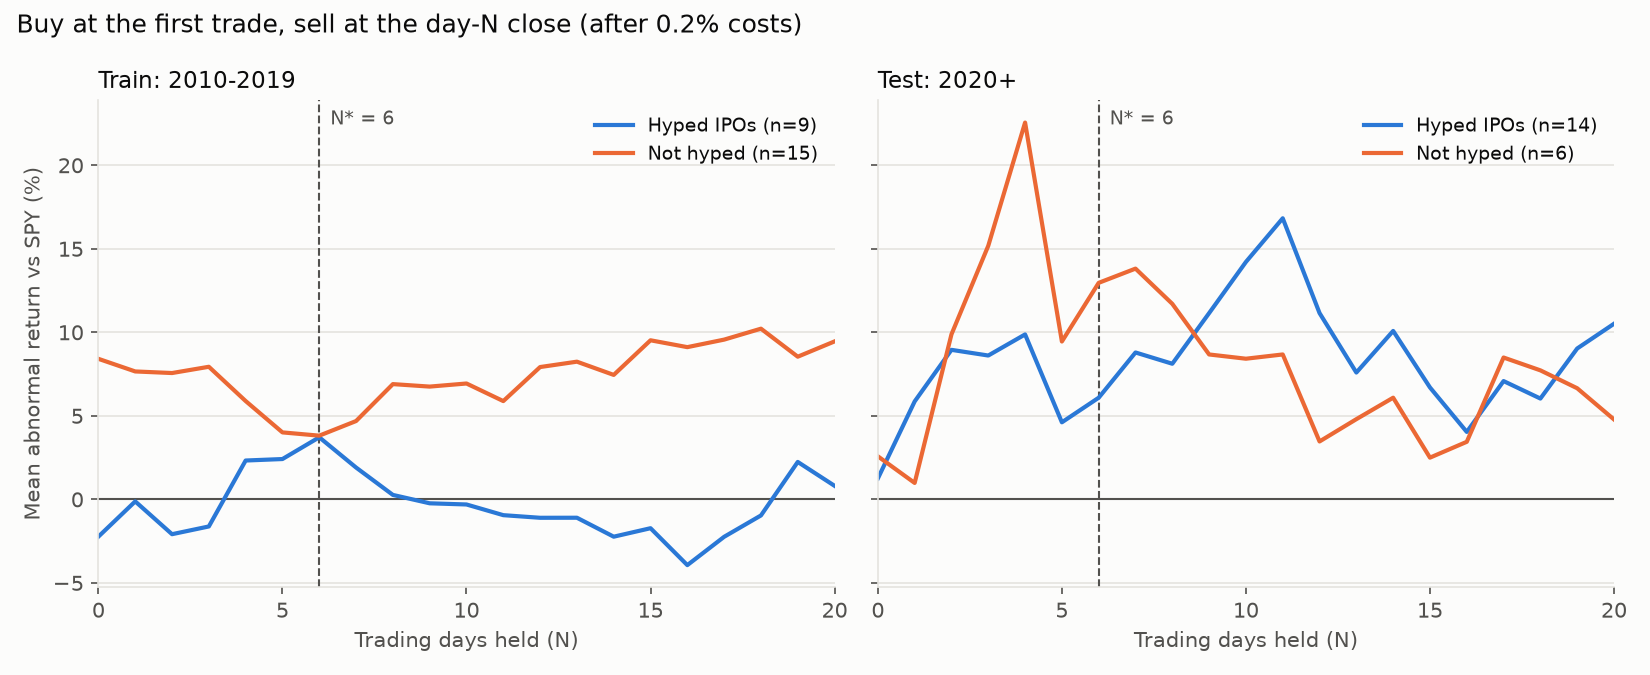 Buy at the first trade, sell at the day-N close (after 0.2% costs)
Train: 2010-2019
N* = 6
Hyped IPOs (n=9)
Not hyped (n=15)
Mean abnormal return vs SPY (%)
20
15
10
5
0
−5
0 5 10 15 20
Trading days held (N)
Test: 2020+
N* = 6
Hyped IPOs (n=14)
Not hyped (n=6)
0 5 10 15 20
Trading days held (N)